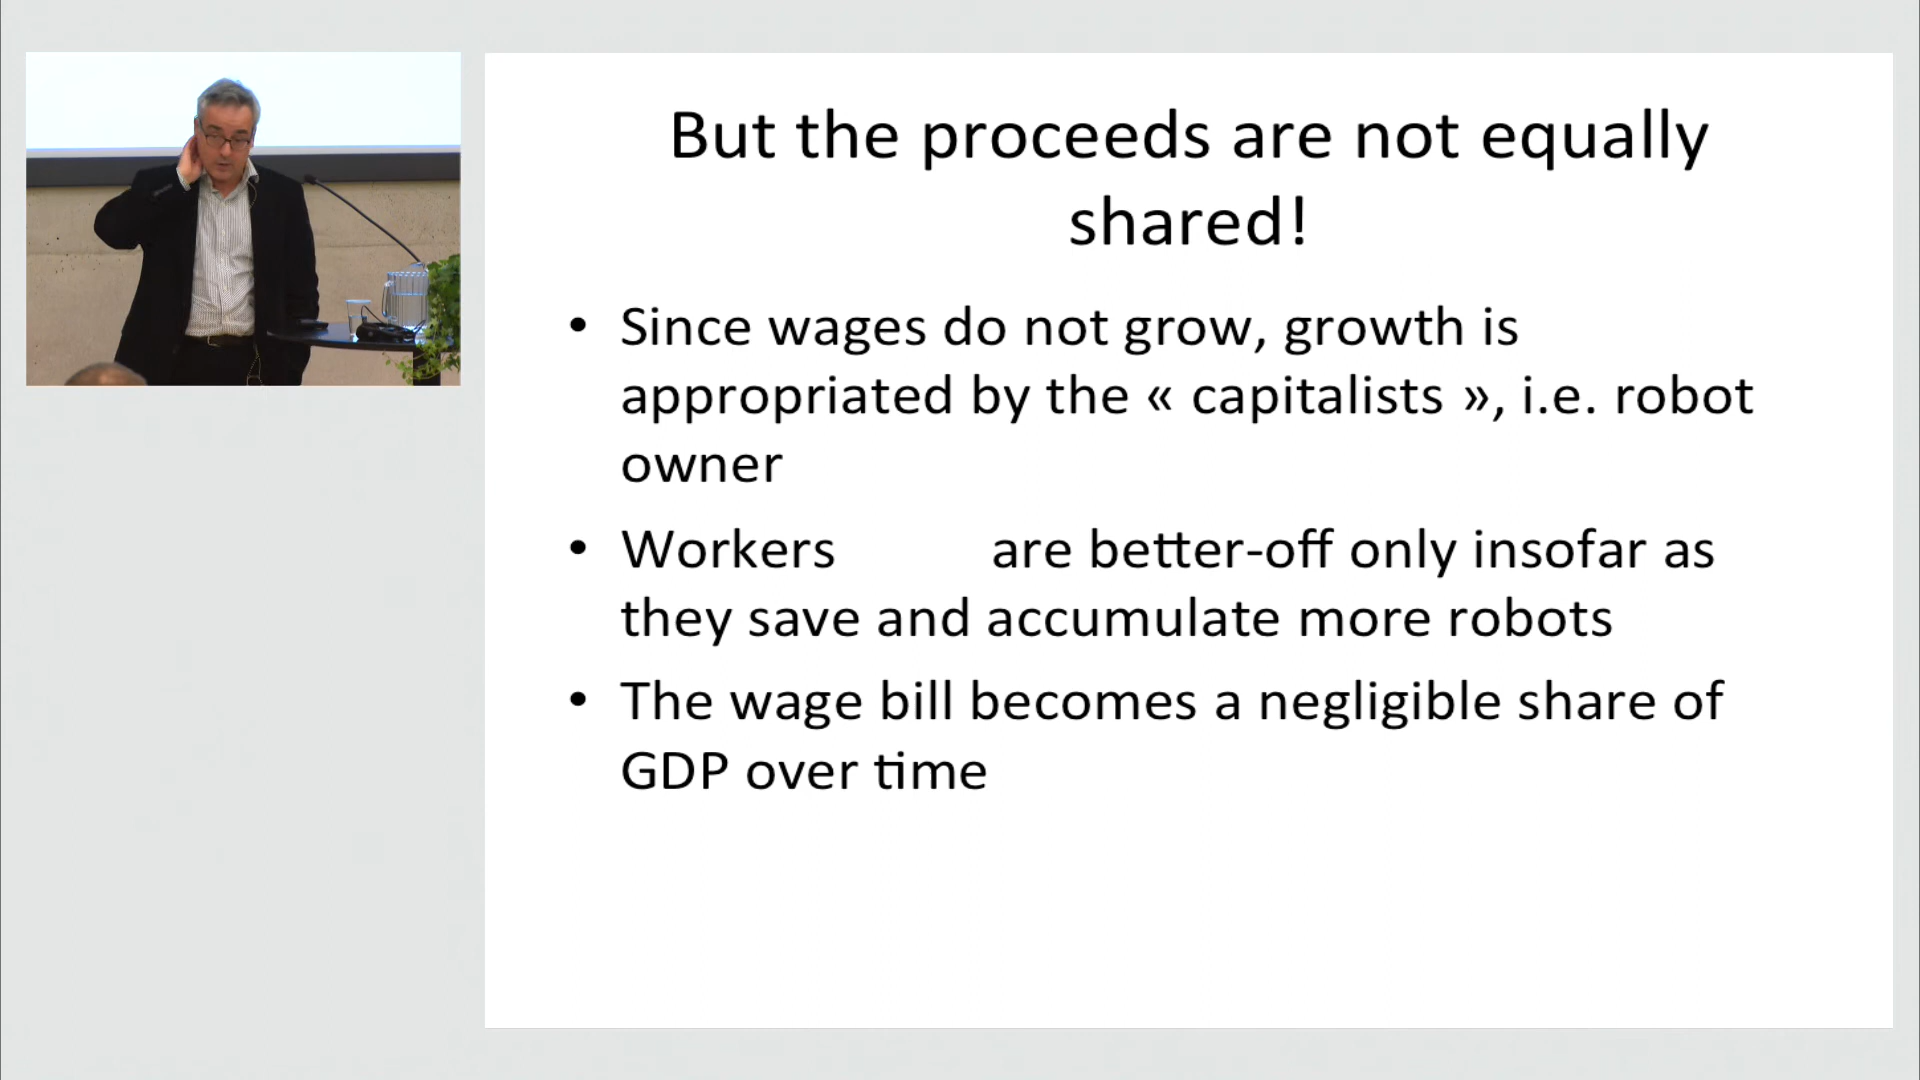 But the proceeds are not equally
shared!
• Since wages do not grow, growth is
appropriated by the « capitalists », i.e. robot
owner
• Workers are better-off only insofar as
they save and accumulate more robots
• The wage bill becomes a negligible share of
GDP over time